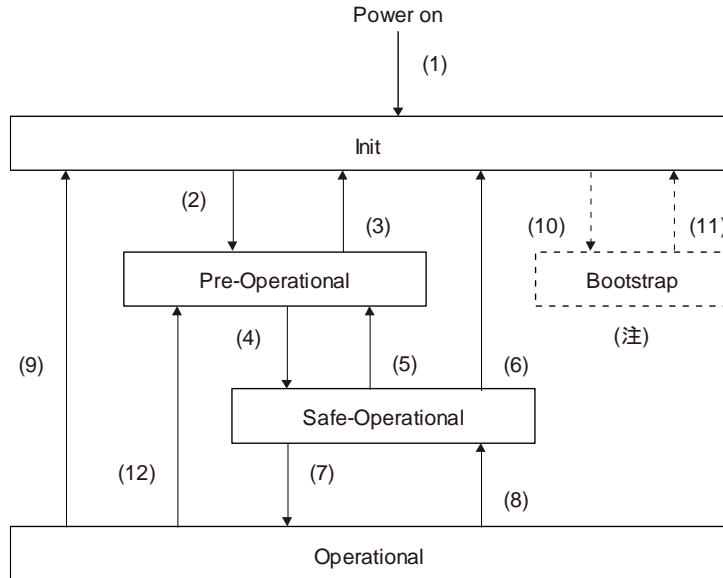 Power on
(1)
Init
(2)
(3)
(10)
(11)
Pre-Operational
Bootstrap
(注)
(4)
(5)
(6)
(9)
Safe-Operational
(12)
(7)
(8)
Operational